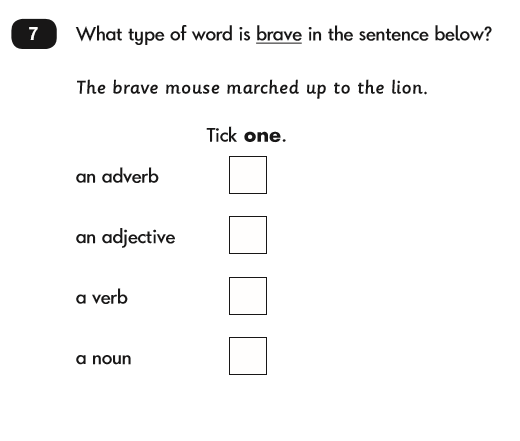 7 What type of word is brave in the sentence below?
The brave mouse marched up to the lion.
Tick one.
an adverb
an adjective
a verb
a noun